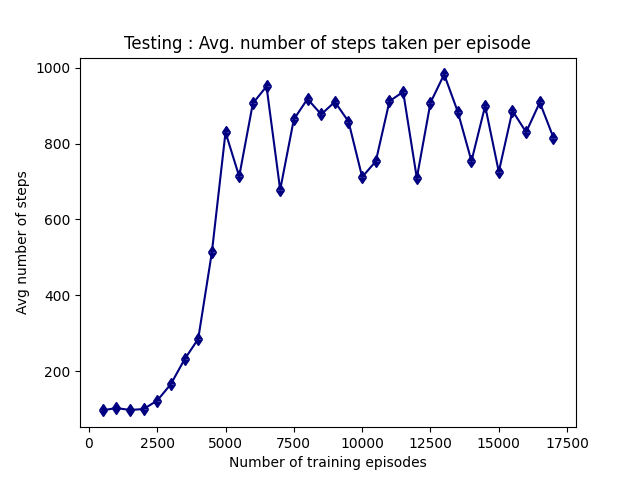 Testing : Avg. number of steps taken per episode
1000
800
600
400
200
Avg number of steps
0 2500 5000 7500 10000 12500 15000 17500
Number of training episodes